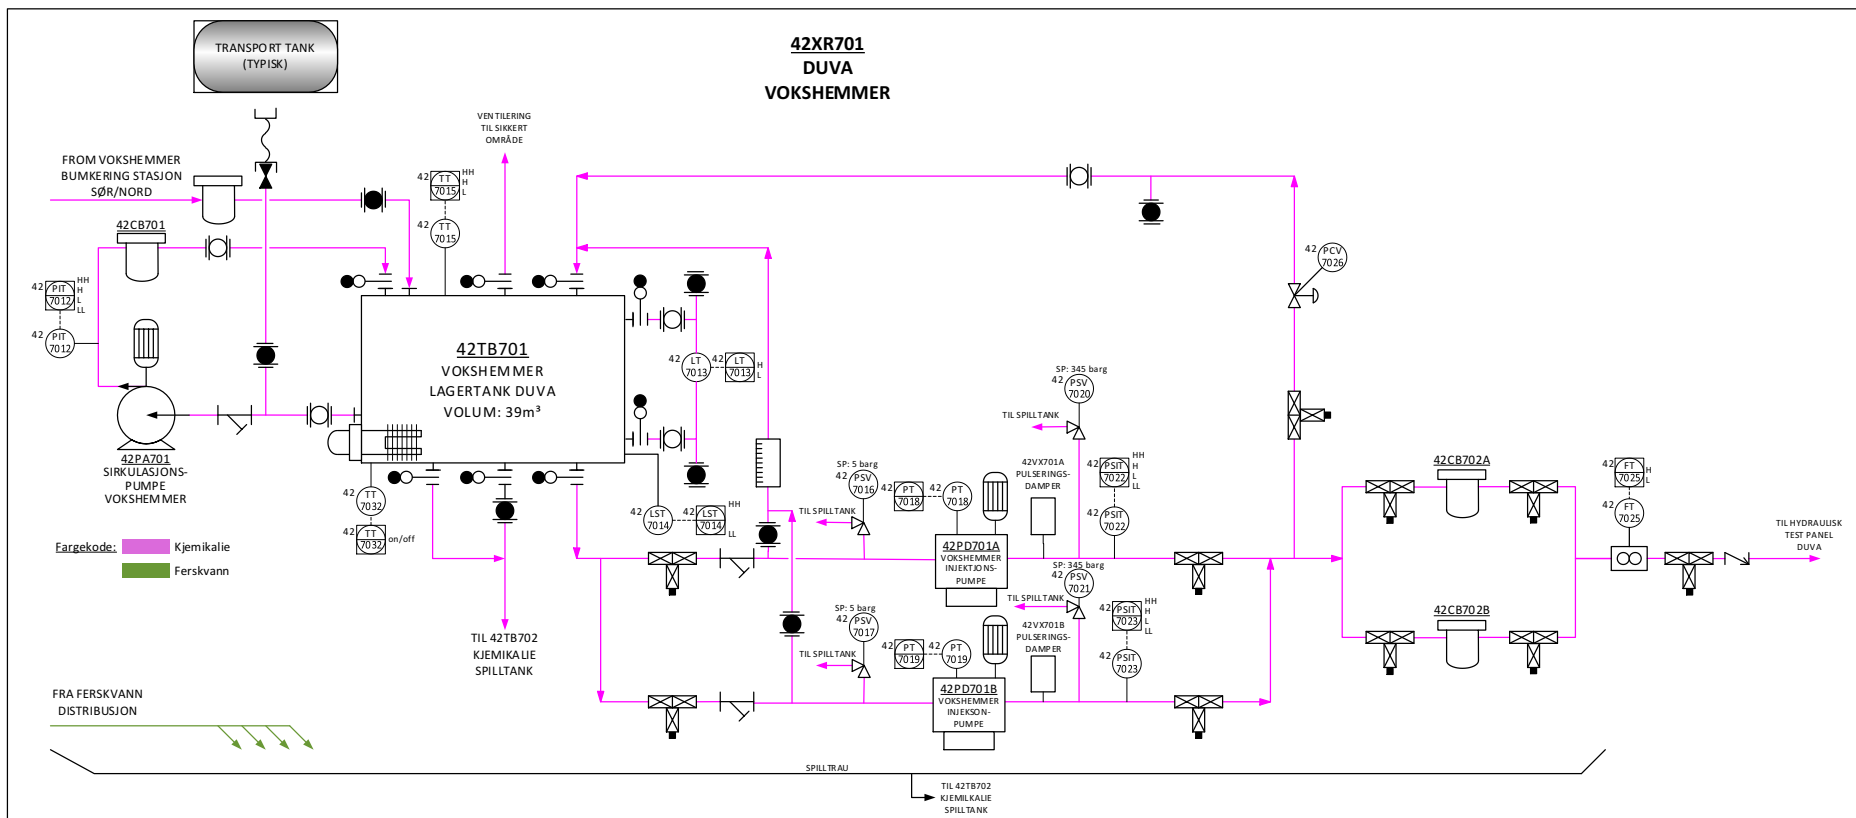 42XR701
DUVA
VOKSHEMMER
TRANSPORT TANK
(TYPISK)
FROM VOKSHEMMER
BUMKERING STASJON
SØR/NORD
VENTILERING
TIL SIKKERT
OMRÅDE
42
TT
7015
HH
H
L
42
TT
7015
42CB701
42
PIT
7012
HH
H
L
LL
42
PIT
7012
42PA701
SIRKULASJONS-
PUMPE
VOKSHEMMER
42TB701
VOKSHEMMER
LAGERTANK DUVA
VOLUM: 39m³
42
LT
7013
42
LT
7013
H
L
42
PCV
7026
42
TT
7032
42
TT
7032
on/off
42
LST
7014
42
LST
7014
HH
LL
SP: 5 barg
42
PSV
7016
TIL SPILLTANK
42
PT
7018
42
PT
7018
42VX701A
PULSERINGS-
DAMPER
SP: 345 barg
42
PSV
7020
TIL SPILLTANK
42
PSIT
7022
HH
H
L
LL
42
PSIT
7022
42PD701A
VOKSHEMMER
INJEKTJONS-
PUMPE
42CB702A
42
FT
7025
H
L
42
FT
7025
TIL HYDRAULISK
TEST PANEL
DUVA
Fargekode:
Kjemikalie
Ferskvann
SP: 345 barg
42
PSV
7021
TIL SPILLTANK
SP: 5 barg
42
PSV
7017
TIL SPILLTANK
42
PT
7019
42
PT
7019
42VX701B
PULSERINGS-
DAMPER
42
PSIT
7023
HH
H
L
LL
42
PSIT
7023
42PD701B
VOKSHEMMER
INJEKSON-
PUMPE
42CB702B
TIL 42TB702
KJEMIKALIE
SPILLTANK
FRA FERSKVANN
DISTRIBUSJON
SPILLTRAU
TIL 42TB702
KJEMILKALIE
SPILLTANK